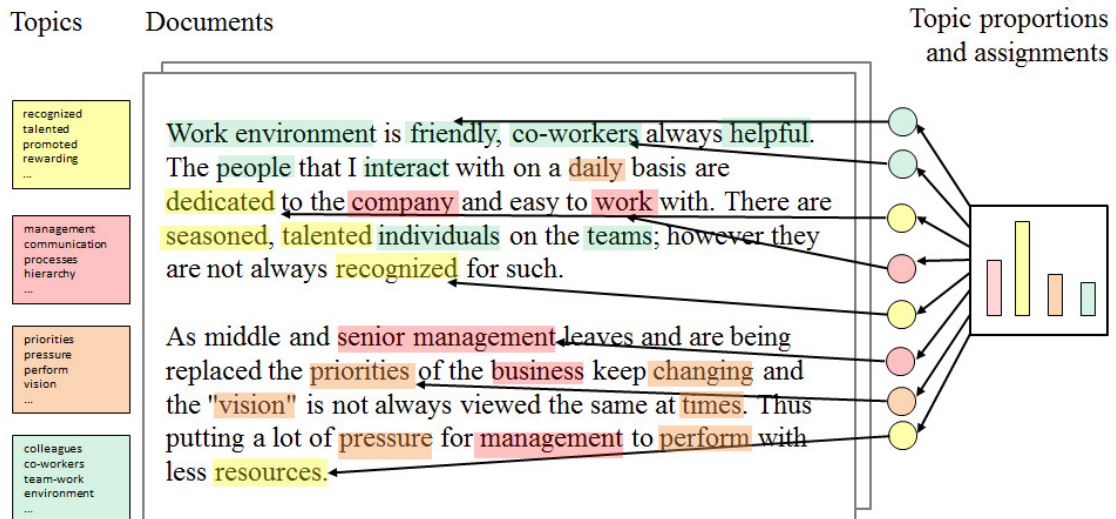 Topics
Documents
Topic proportions
and assignments
recognized
talented
promoted
rewarding
...
management
communication
processes
hierarchy
...
priorities
pressure
perform
vision
...
colleagues
co-workers
team-work
environment
...
Work environment is friendly, co-workers always helpful.
The people that I interact with on a daily basis are
dedicated to the company and easy to work with. There are
seasoned, talented individuals on the teams; however they
are not always recognized for such.
As middle and senior management leaves and are being
replaced the priorities of the business keep changing and
the "vision" is not always viewed the same at times. Thus
putting a lot of pressure for management to perform with
less resources.